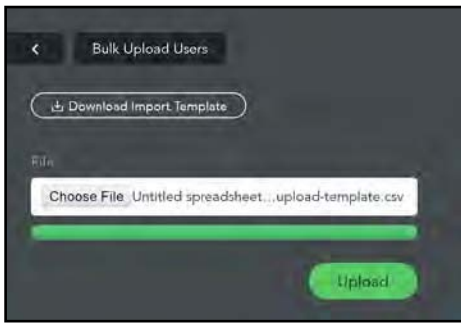 Bulk Upload Users
Download Import Template
File
Choose File Untitled spreadsheet...upload-template.csv
Upload